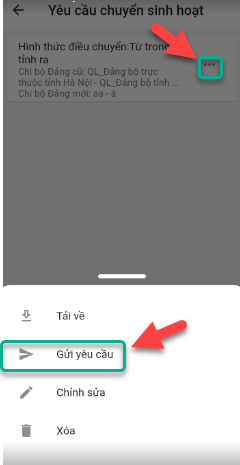 Yêu cầu chuyển sinh hoạt
Hình thức điều chuyển:Từ trong
tỉnh ra
Chi bộ Đảng cũ: QL_Đảng bộ trực
thuộc tỉnh Hà Nội - QL_Đảng bộ tỉnh ...
Chi bộ Đảng mới: aa - â
Tải về
Gửi yêu cầu
Chỉnh sửa
Xóa